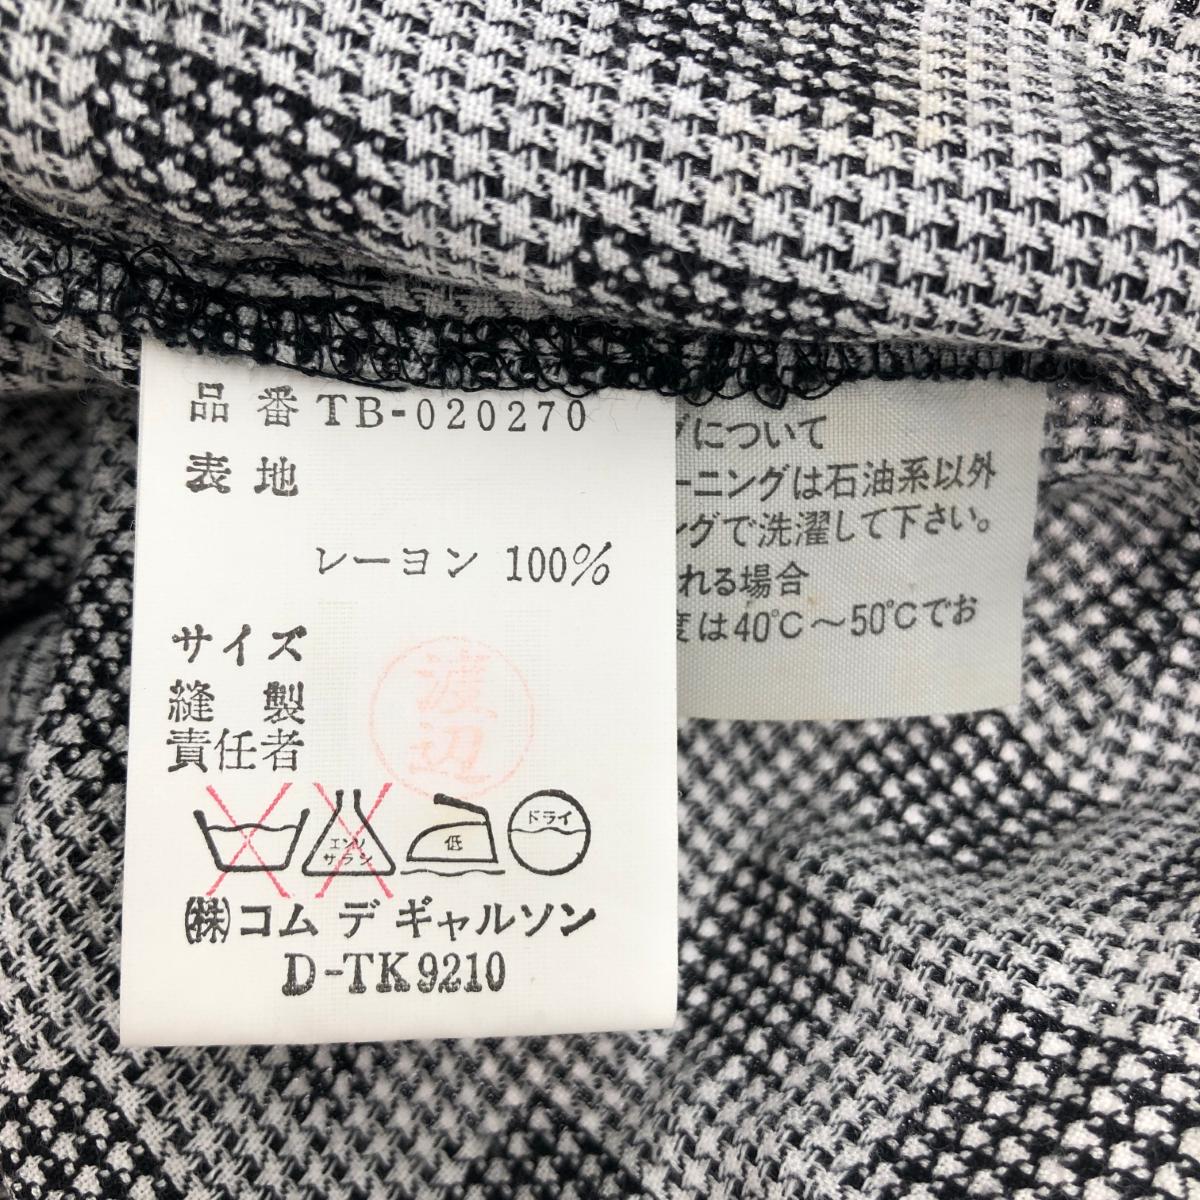 品番 TB-020270
表地
レーヨン 100%
サイズ
縫製
責任者
渡辺
エンソ
サラシ
低
ドライ
㈱コム デ ギャルソン
D-TK9210
グについて
ーニングは石油系以外
ングで洗濯して下さい。
れる場合
度は40℃〜50℃でお